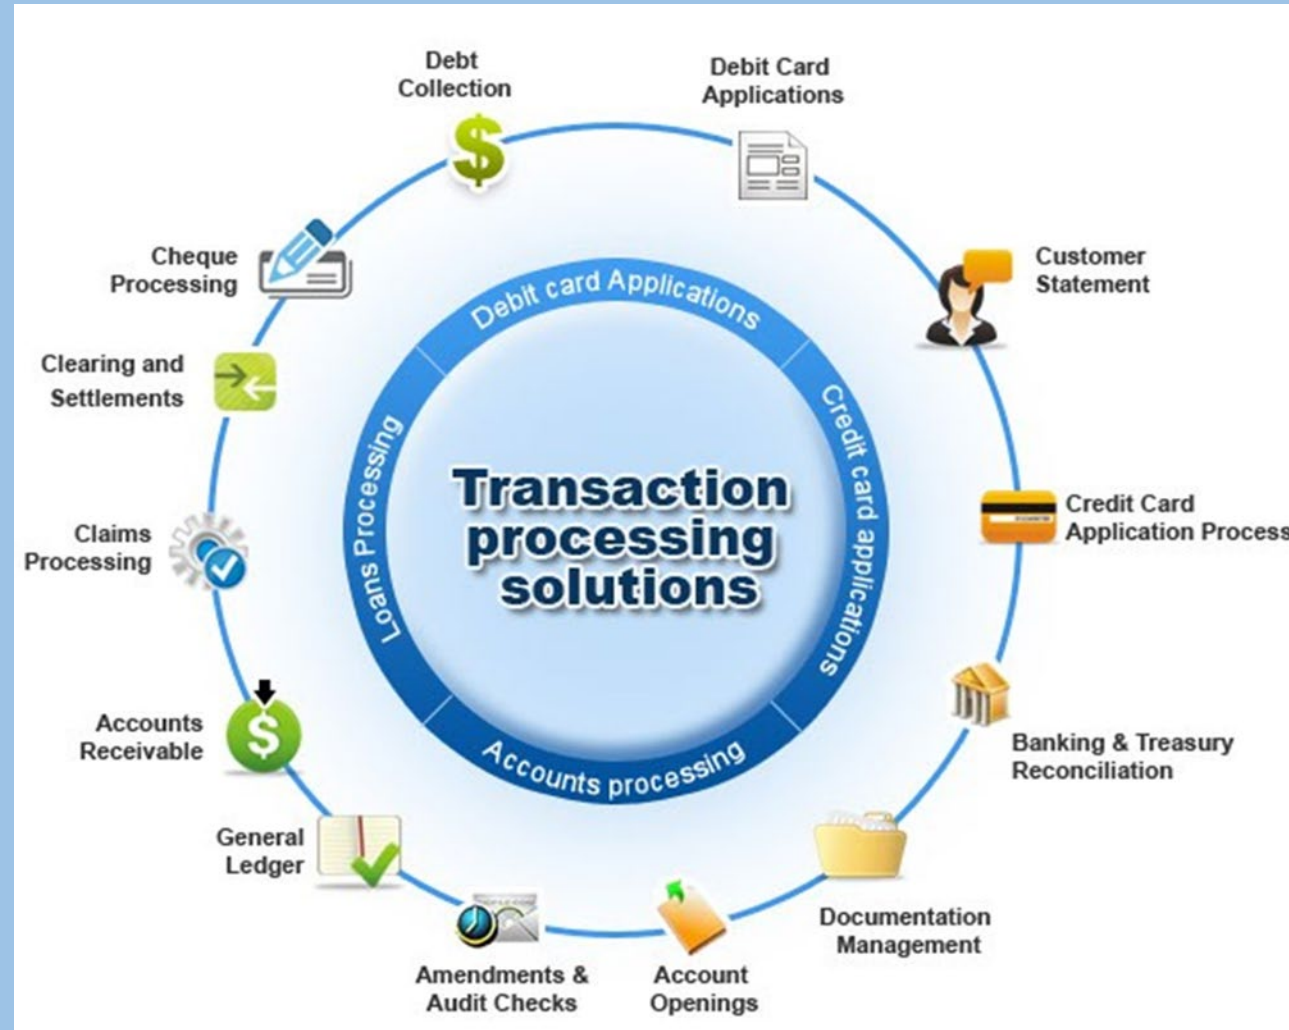 Debt
Collection
Debit Card
Applications
Cheque
Processing
Customer
Statement
Clearing and
Settlements
Debit card Applications
Credit card applications
Loans Processing
Accounts processing
Transaction
processing
solutions
Credit Card
Application Process
Claims
Processing
Accounts
Receivable
Banking & Treasury
Reconciliation
General
Ledger
Documentation
Management
Amendments &
Audit Checks
Account
Openings